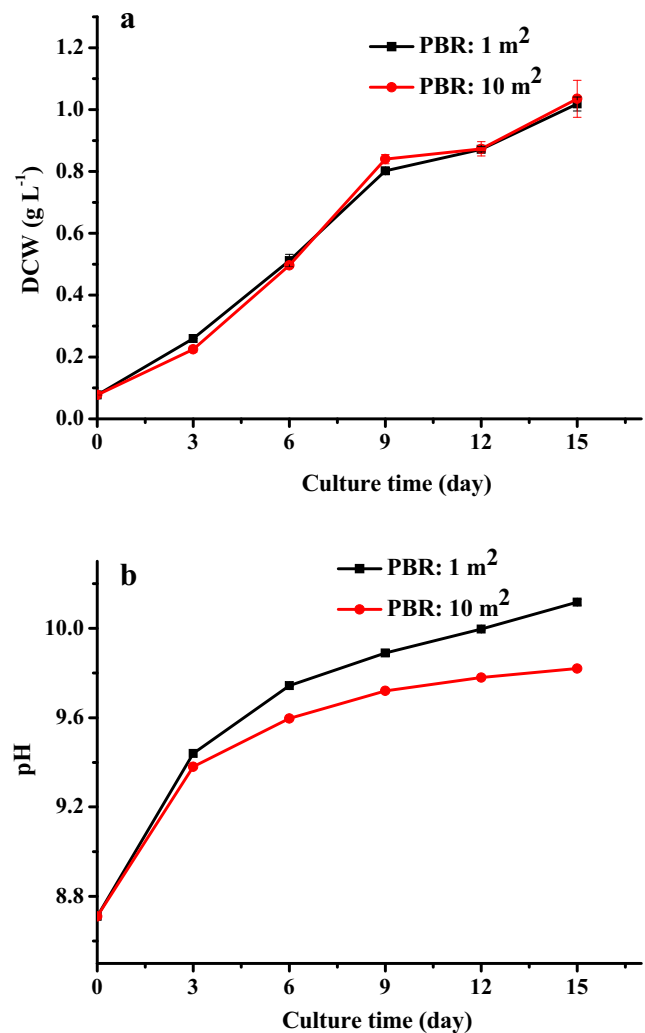 a
PBR: 1 m²
PBR: 10 m²
1.2
1.0
0.8
0.6
0.4
0.2
0.0
DCW (g L⁻¹)
0 3 6 9 12 15
Culture time (day)
b
PBR: 1 m²
PBR: 10 m²
10.0
9.6
9.2
8.8
pH
0 3 6 9 12 15
Culture time (day)